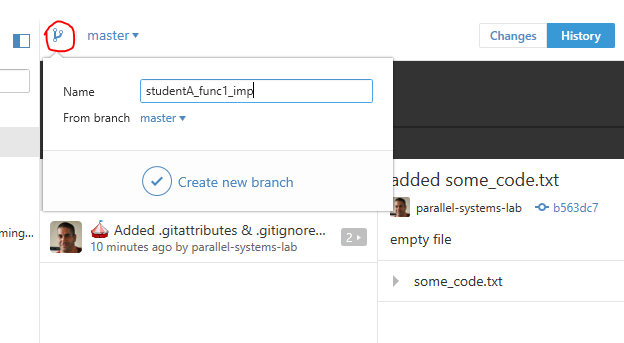 master
Changes
History
Name
studentA_func1_imp
From branch
master
Create new branch
added some_code.txt
parallel-systems-lab
b563dc7
empty file
Added .gitattributes & .gitignore...
2
ming...
10 minutes ago by parallel-systems-lab
some_code.txt